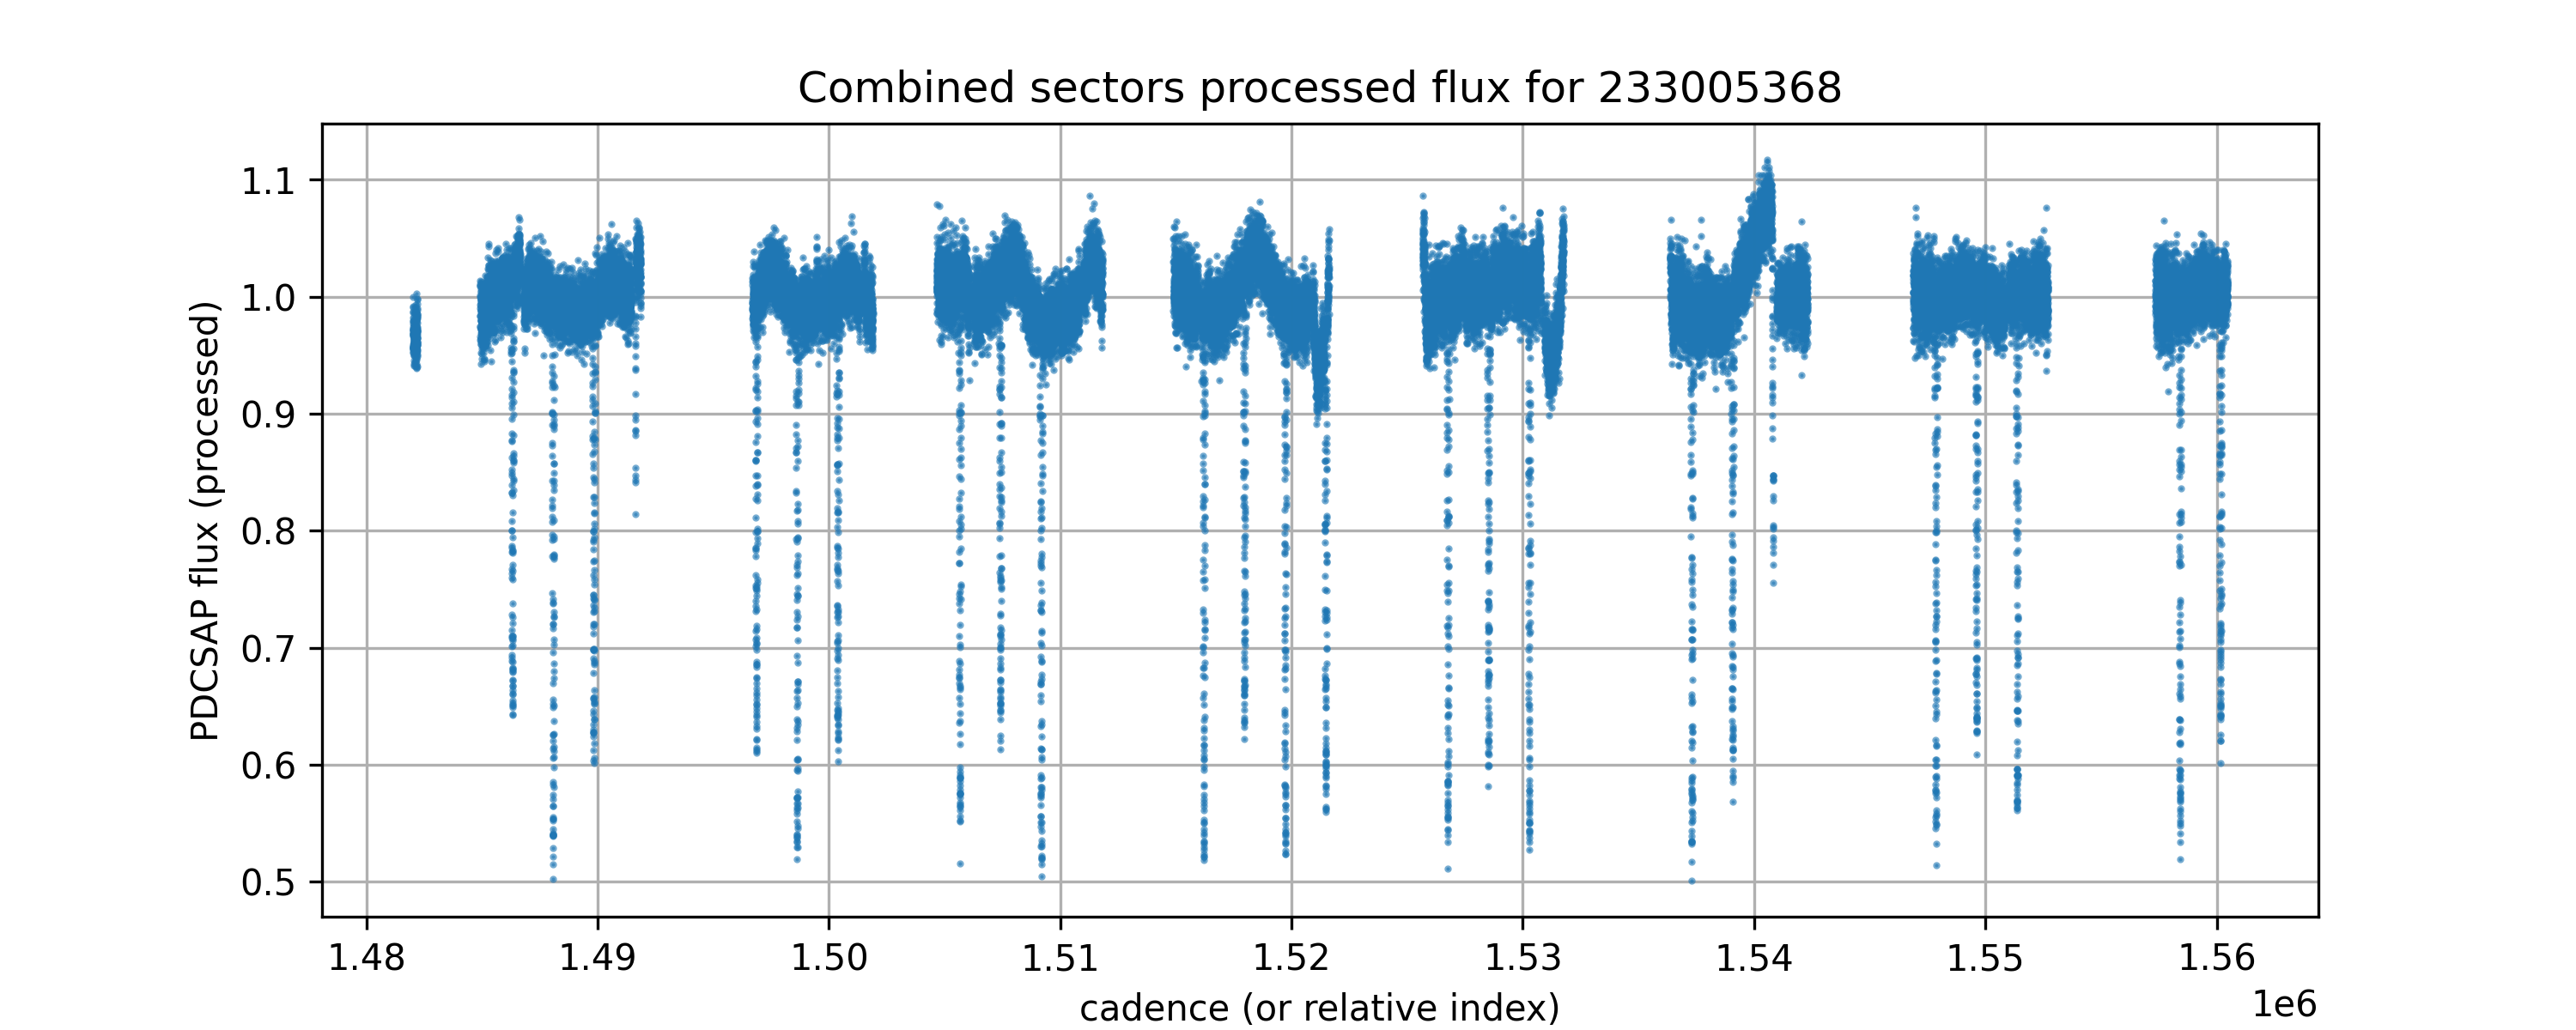 Combined sectors processed flux for 233005368
PDCSAP flux (processed)
1.1
1.0
0.9
0.8
0.7
0.6
0.5
1.48 1.49 1.50 1.51 1.52 1.53 1.54 1.55 1.56
cadence (or relative index)
1e6